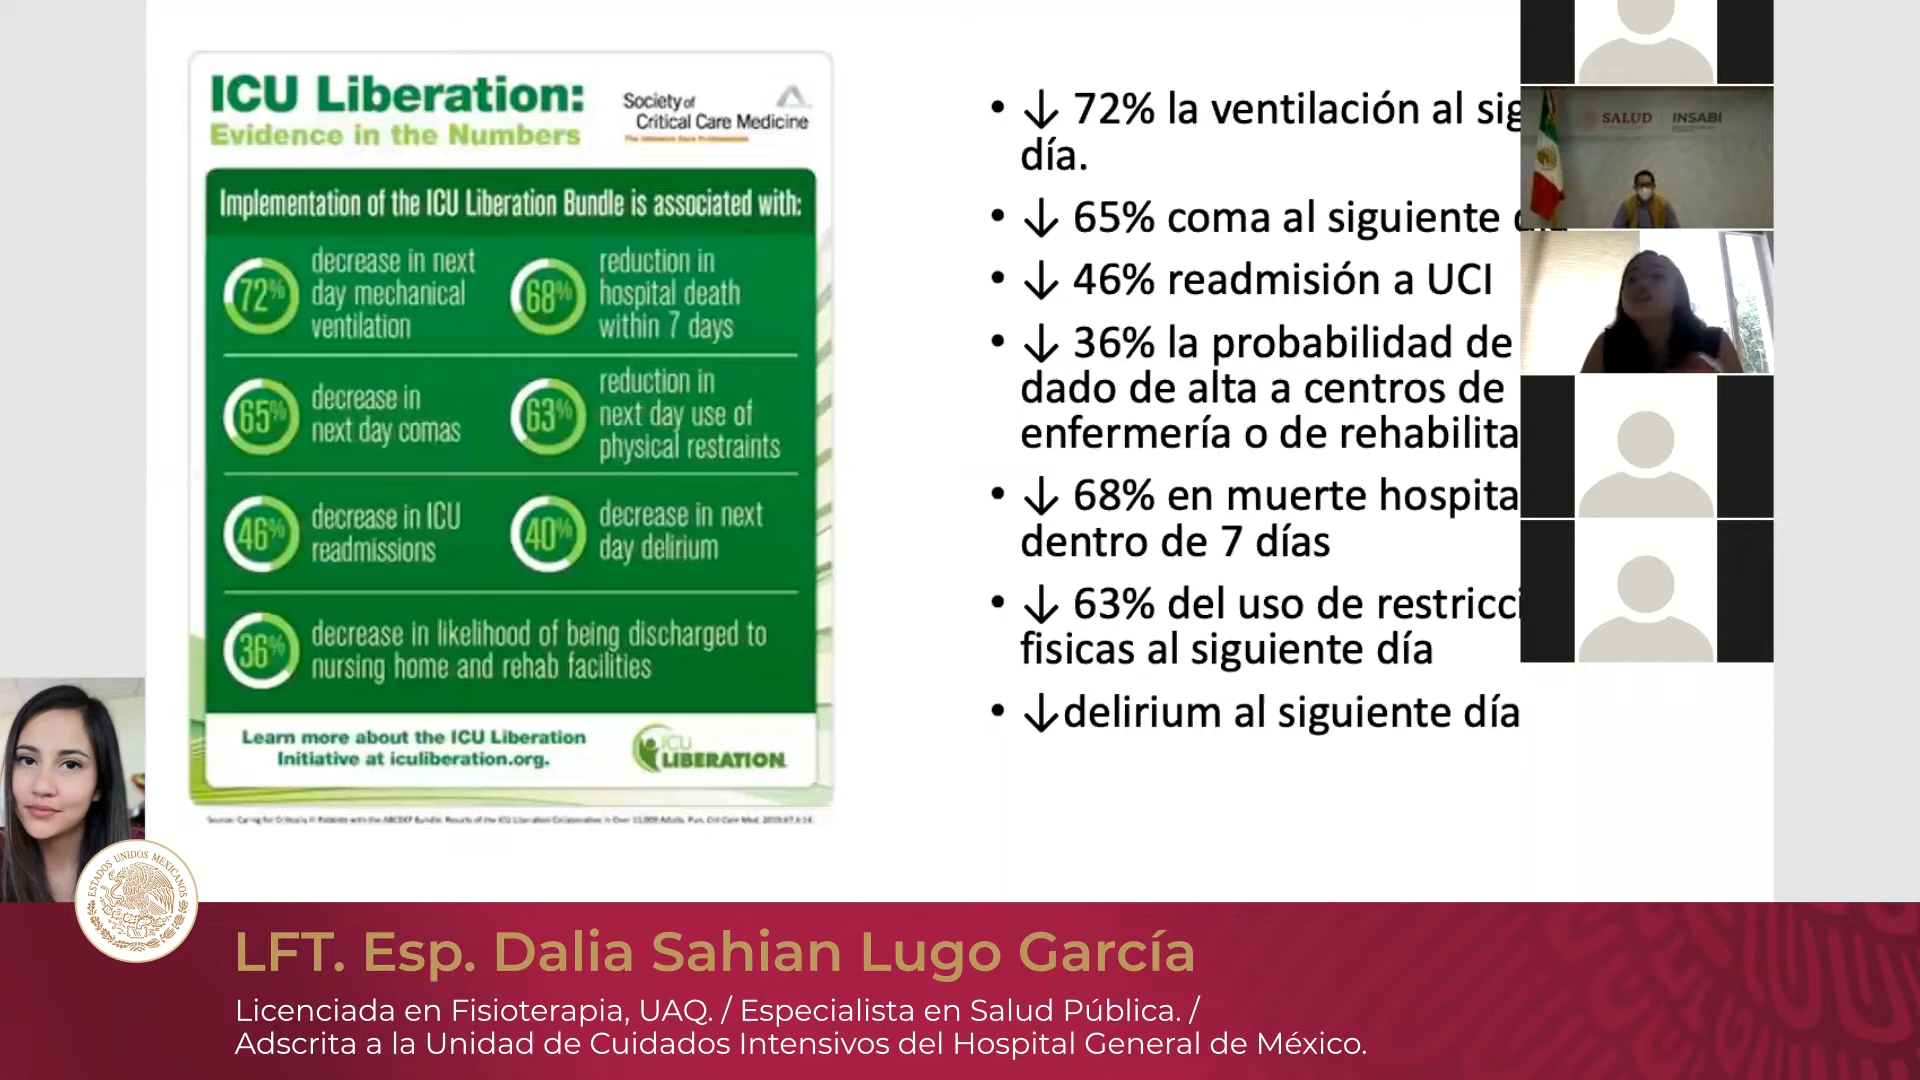 ICU Liberation:
Evidence in the Numbers
Society of
Critical Care Medicine
Implementation of the ICU Liberation Bundle is associated with:
72%
decrease in next
day mechanical
ventilation
68%
reduction in
hospital death
within 7 days
65%
decrease in
next day comas
63%
reduction in
next day use of
physical restraints
46%
decrease in ICU
readmissions
40%
decrease in next
day delirium
36%
decrease in likelihood of being discharged to
nursing home and rehab facilities
Learn more about the ICU Liberation
Initiative at iculiberation.org.
ICU
LIBERATION
• ↓ 72% la ventilación al sig
día.
• ↓ 65% coma al siguiente
• ↓ 46% readmisión a UCI
• ↓ 36% la probabilidad de
dado de alta a centros de
enfermería o de rehabilita
• ↓ 68% en muerte hospita
dentro de 7 días
• ↓ 63% del uso de restricci
fisicas al siguiente día
• ↓delirium al siguiente día
SALUD INSABI
ESTADOS UNIDOS MEXICANOS
LFT. Esp. Dalia Sahian Lugo García
Licenciada en Fisioterapia, UAQ. / Especialista en Salud Pública. /
Adscrita a la Unidad de Cuidados Intensivos del Hospital General de México.